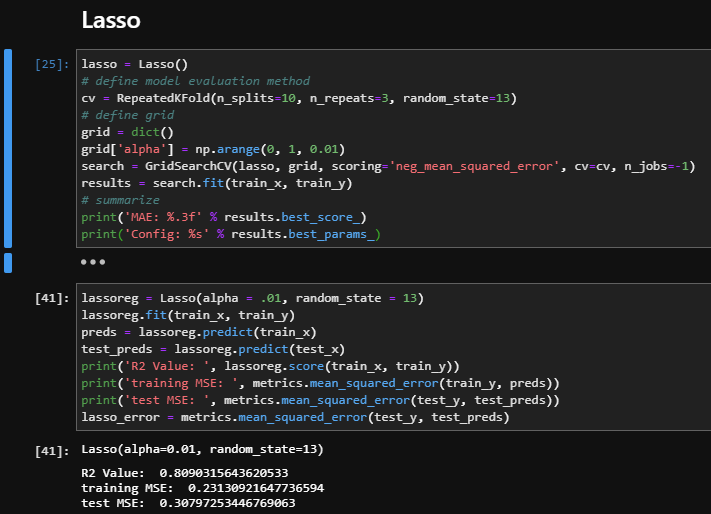 Lasso
[25]:
lasso = Lasso()
# define model evaluation method
cv = RepeatedKFold(n_splits=10, n_repeats=3, random_state=13)
# define grid
grid = dict()
grid['alpha'] = np.arange(0, 1, 0.01)
search = GridSearchCV(lasso, grid, scoring='neg_mean_squared_error', cv=cv, n_jobs=-1)
results = search.fit(train_x, train_y)
# summarize
print('MAE: %.3f' % results.best_score_)
print('Config: %s' % results.best_params_)
•••
[41]:
lassoreg = Lasso(alpha = .01, random_state = 13)
lassoreg.fit(train_x, train_y)
preds = lassoreg.predict(train_x)
test_preds = lassoreg.predict(test_x)
print('R2 Value: ', lassoreg.score(train_x, train_y))
print('training MSE: ', metrics.mean_squared_error(train_y, preds))
print('test MSE: ', metrics.mean_squared_error(test_y, test_preds))
lasso_error = metrics.mean_squared_error(test_y, test_preds)
[41]:
Lasso(alpha=0.01, random_state=13)
R2 Value:  0.8090315643620533
training MSE:  0.23130921647736594
test MSE:  0.30797253446769063